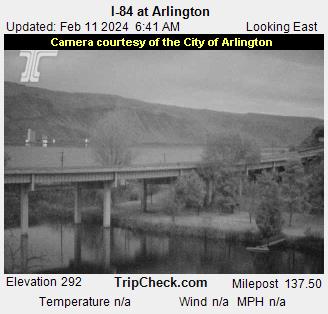 I-84 at Arlington
Updated: Feb 11 2024 6:41 AM Looking East
Camera courtesy of the City of Arlington
Elevation 292 TripCheck.com Milepost 137.50
Temperature n/a Wind n/a MPH n/a